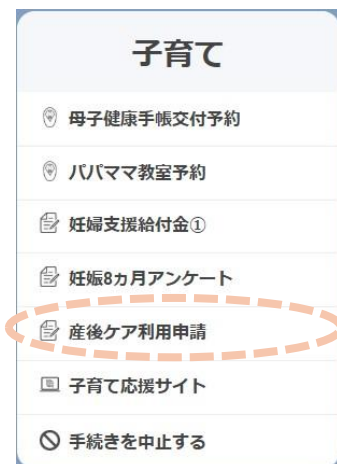 子育て
母子健康手帳交付予約
パパママ教室予約
妊婦支援給付金①
妊娠8ヵ月アンケート
産後ケア利用申請
子育て応援サイト
手続きを中止する